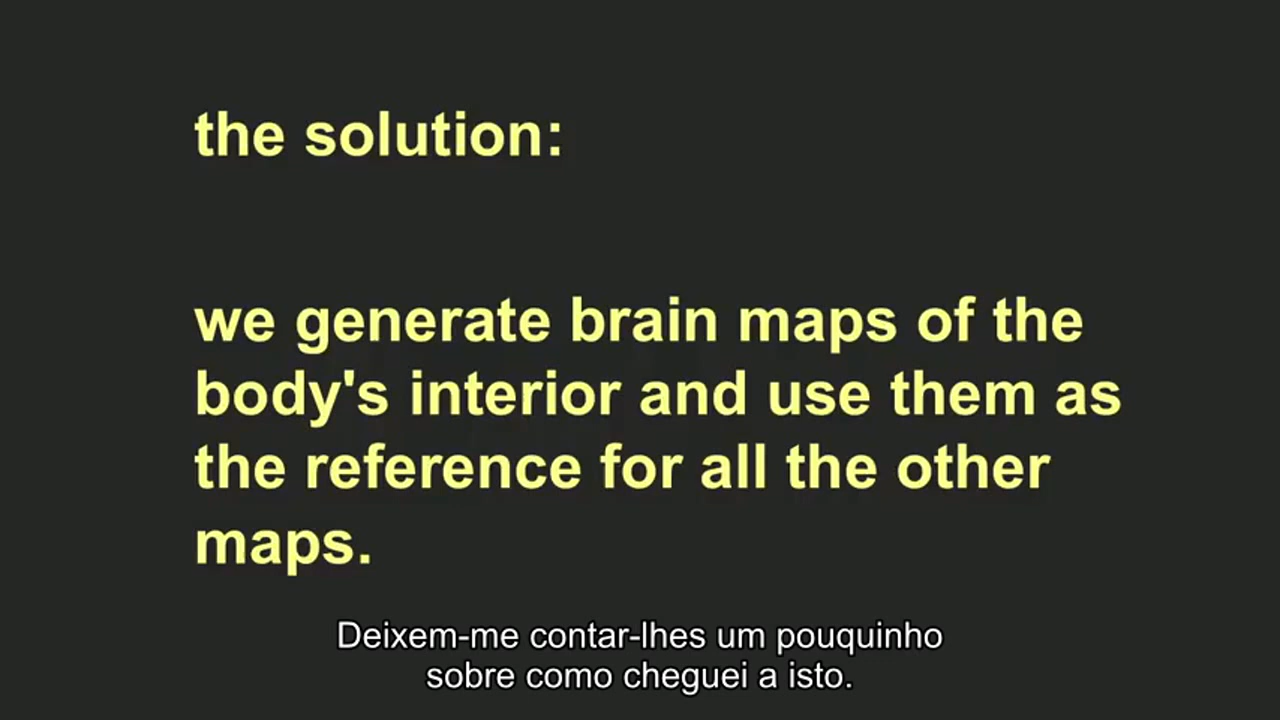 the solution:
we generate brain maps of the
body's interior and use them as
the reference for all the other
maps.
Deixem-me contar-lhes um pouquinho
sobre como cheguei a isto.